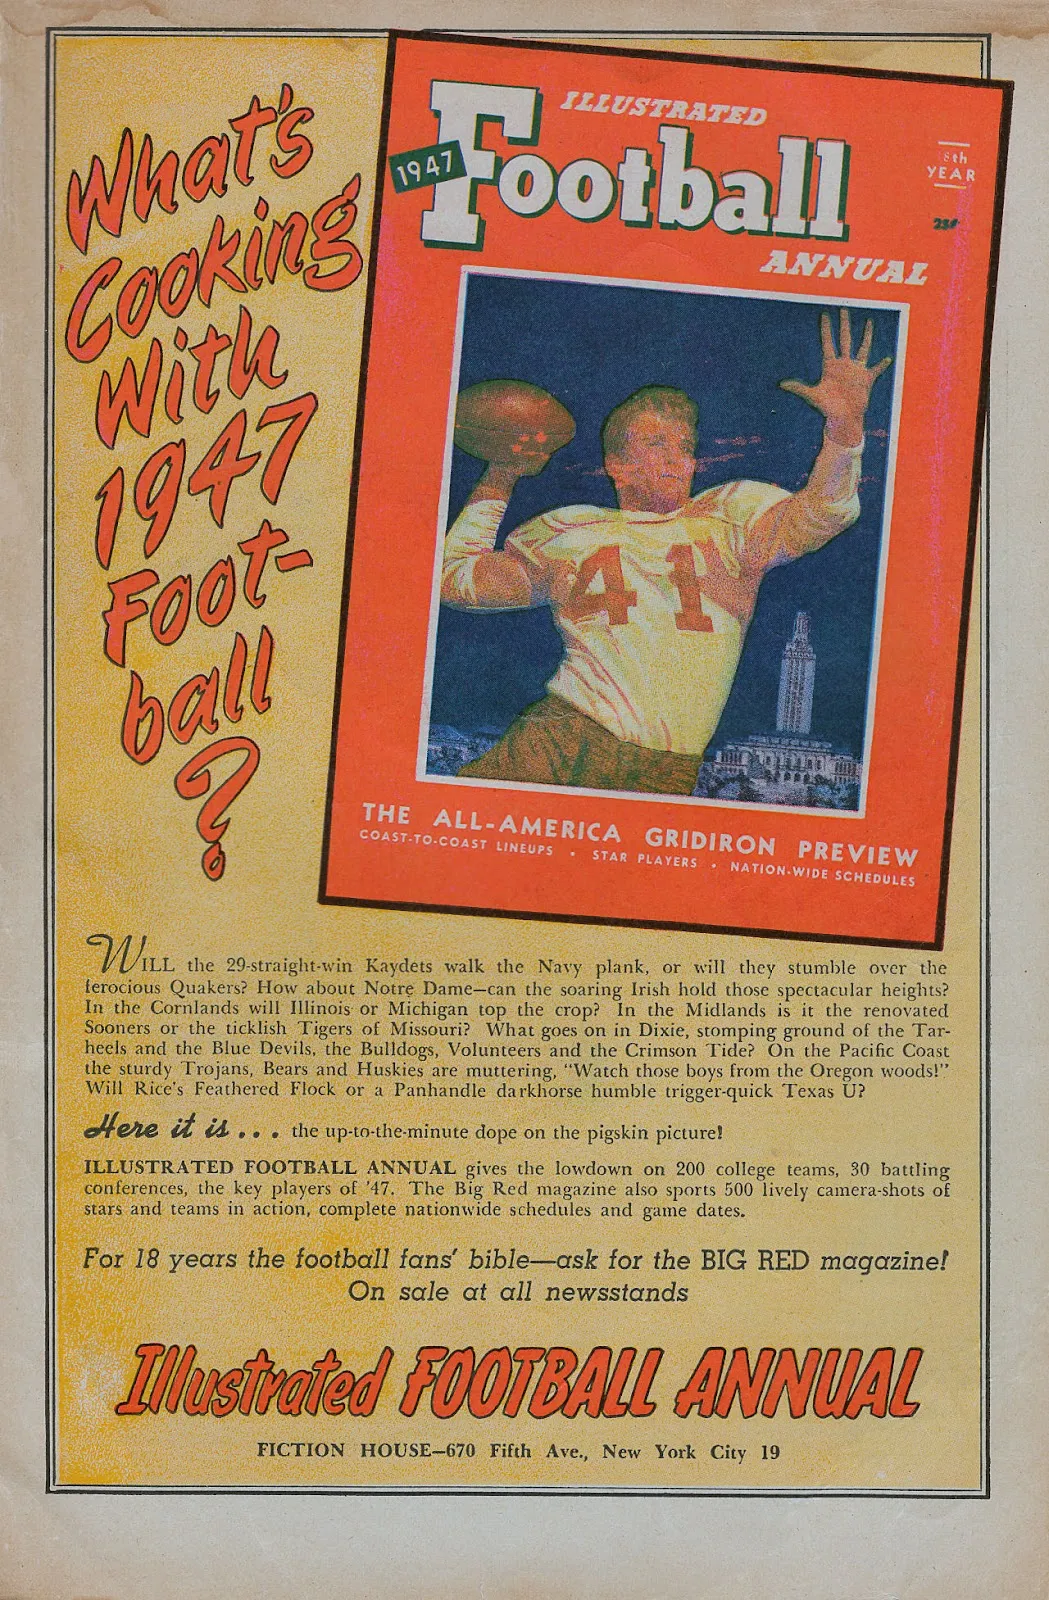 What's
Cooking
With
1947
Foot-
ball
?
ILLUSTRATED
1947
Football
ANNUAL
YEAR
25¢
41
THE ALL-AMERICA GRIDIRON PREVIEW
COAST-TO-COAST LINEUPS • STAR PLAYERS • NATION-WIDE SCHEDULES
WILL the 29-straight-win Kaydets walk the Navy plank, or will they stumble over the
ferocious Quakers? How about Notre Dame—can the soaring Irish hold those spectacular heights?
In the Cornlands will Illinois or Michigan top the crop? In the Midlands is it the renovated
Sooners or the ticklish Tigers of Missouri? What goes on in Dixie, stomping ground of the Tar-
heels and the Blue Devils, the Bulldogs, Volunteers and the Crimson Tide? On the Pacific Coast
the sturdy Trojans, Bears and Huskies are muttering, "Watch those boys from the Oregon woods!"
Will Rice's Feathered Flock or a Panhandle darkhorse humble trigger-quick Texas U?
Here it is . . . the up-to-the-minute dope on the pigskin picture!
ILLUSTRATED FOOTBALL ANNUAL gives the lowdown on 200 college teams, 30 battling
conferences, the key players of '47. The Big Red magazine also sports 500 lively camera-shots of
stars and teams in action, complete nationwide schedules and game dates.
For 18 years the football fans' bible—ask for the BIG RED magazine!
On sale at all newsstands
Illustrated FOOTBALL ANNUAL
FICTION HOUSE—670 Fifth Ave., New York City 19